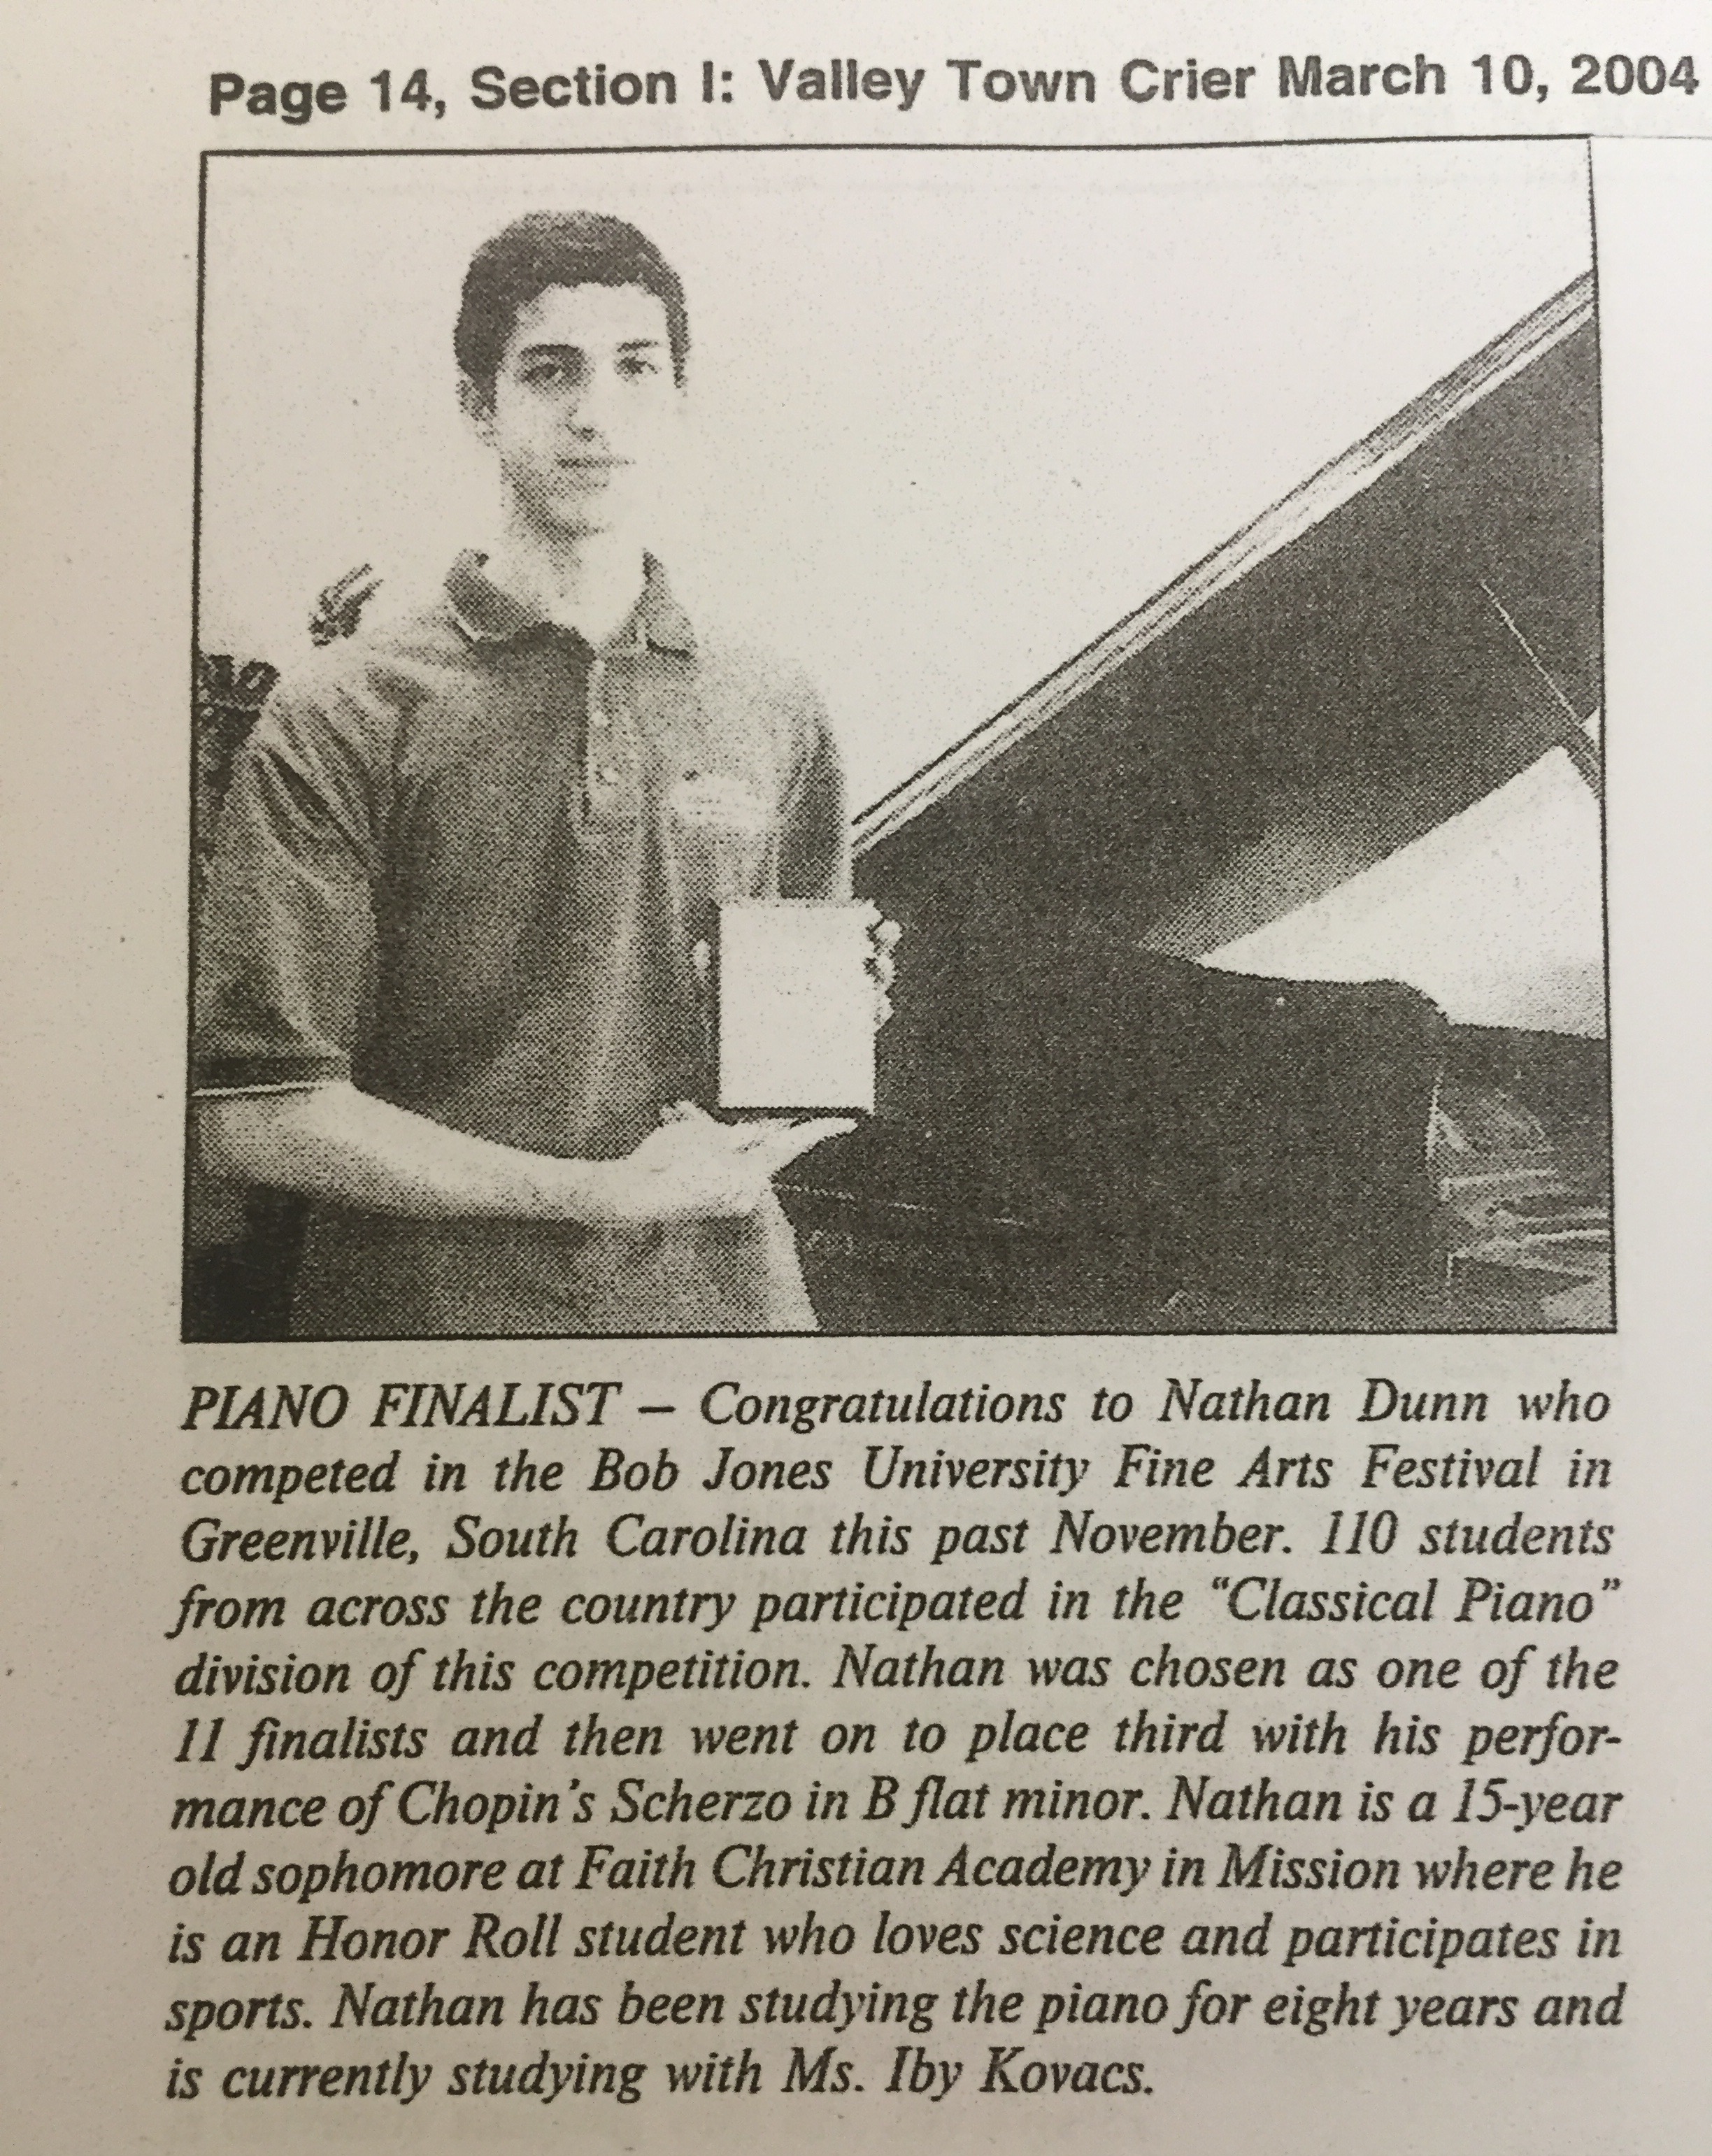 Page 14, Section I: Valley Town Crier March 10, 2004
PIANO FINALIST – Congratulations to Nathan Dunn who
competed in the Bob Jones University Fine Arts Festival in
Greenville, South Carolina this past November. 110 students
from across the country participated in the “Classical Piano”
division of this competition. Nathan was chosen as one of the
11 finalists and then went on to place third with his perfor-
mance of Chopin’s Scherzo in B flat minor. Nathan is a 15-year
old sophomore at Faith Christian Academy in Mission where he
is an Honor Roll student who loves science and participates in
sports. Nathan has been studying the piano for eight years and
is currently studying with Ms. Iby Kovacs.